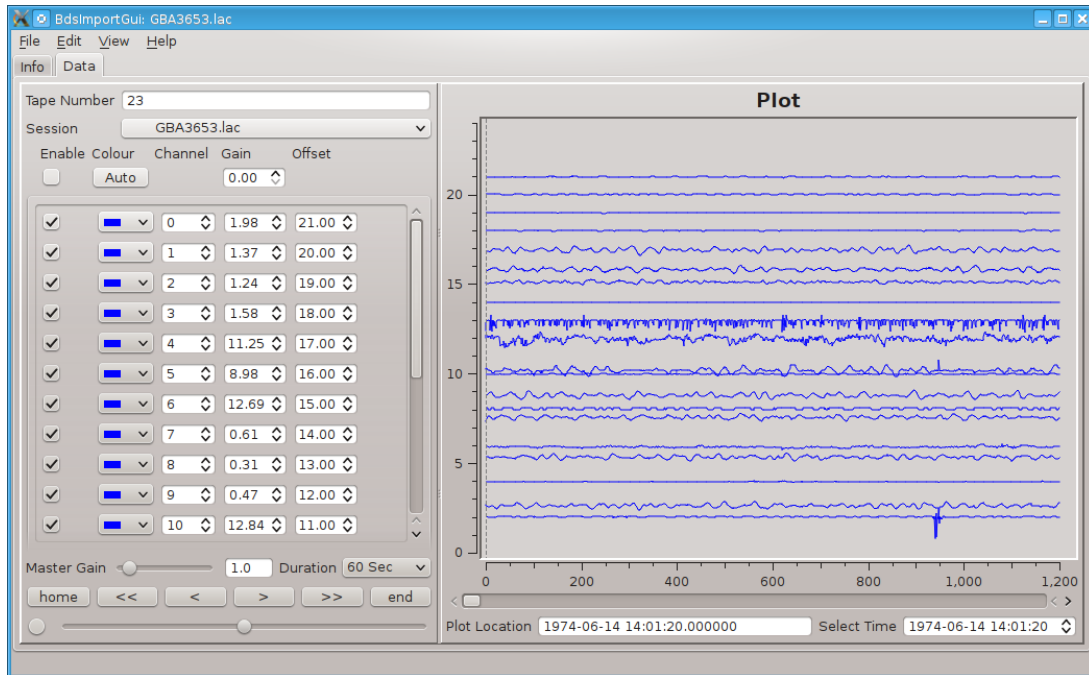 BdsImportGui: GBA3653.lac
File Edit View Help
Info Data
Tape Number 23
Session GBA3653.lac
Enable Colour Channel Gain Offset
Auto 0.00
0 1.98 21.00
1 1.37 20.00
2 1.24 19.00
3 1.58 18.00
4 11.25 17.00
5 8.98 16.00
6 12.69 15.00
7 0.61 14.00
8 0.31 13.00
9 0.47 12.00
10 12.84 11.00
Master Gain 1.0 Duration 60 Sec
home << < > >> end
Plot
20
15
10
5
0
0 200 400 600 800 1,000 1,200
Plot Location 1974-06-14 14:01:20.000000 Select Time 1974-06-14 14:01:20